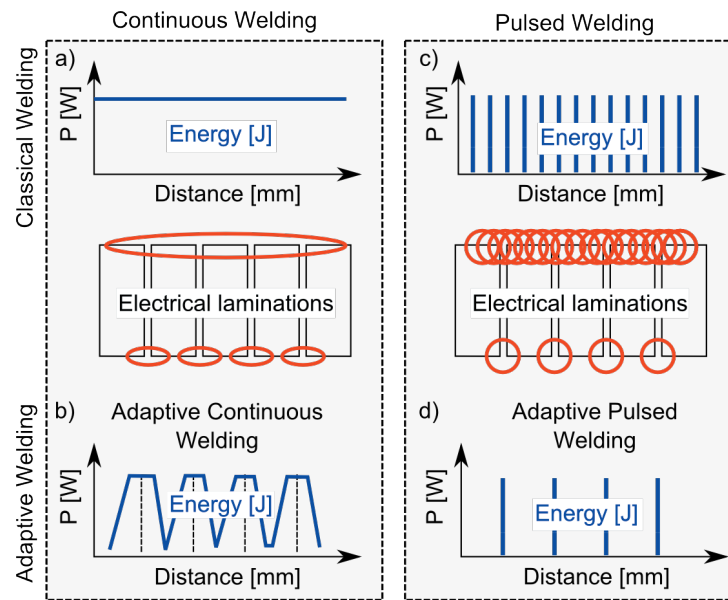 Continuous Welding
Pulsed Welding
Classical Welding
a)
P [W]
Energy [J]
Distance [mm]
c)
P [W]
Energy [J]
Distance [mm]
Electrical laminations
Electrical laminations
Adaptive Welding
b)
Adaptive Continuous
Welding
P [W]
Energy [J]
Distance [mm]
d)
Adaptive Pulsed
Welding
P [W]
Energy [J]
Distance [mm]